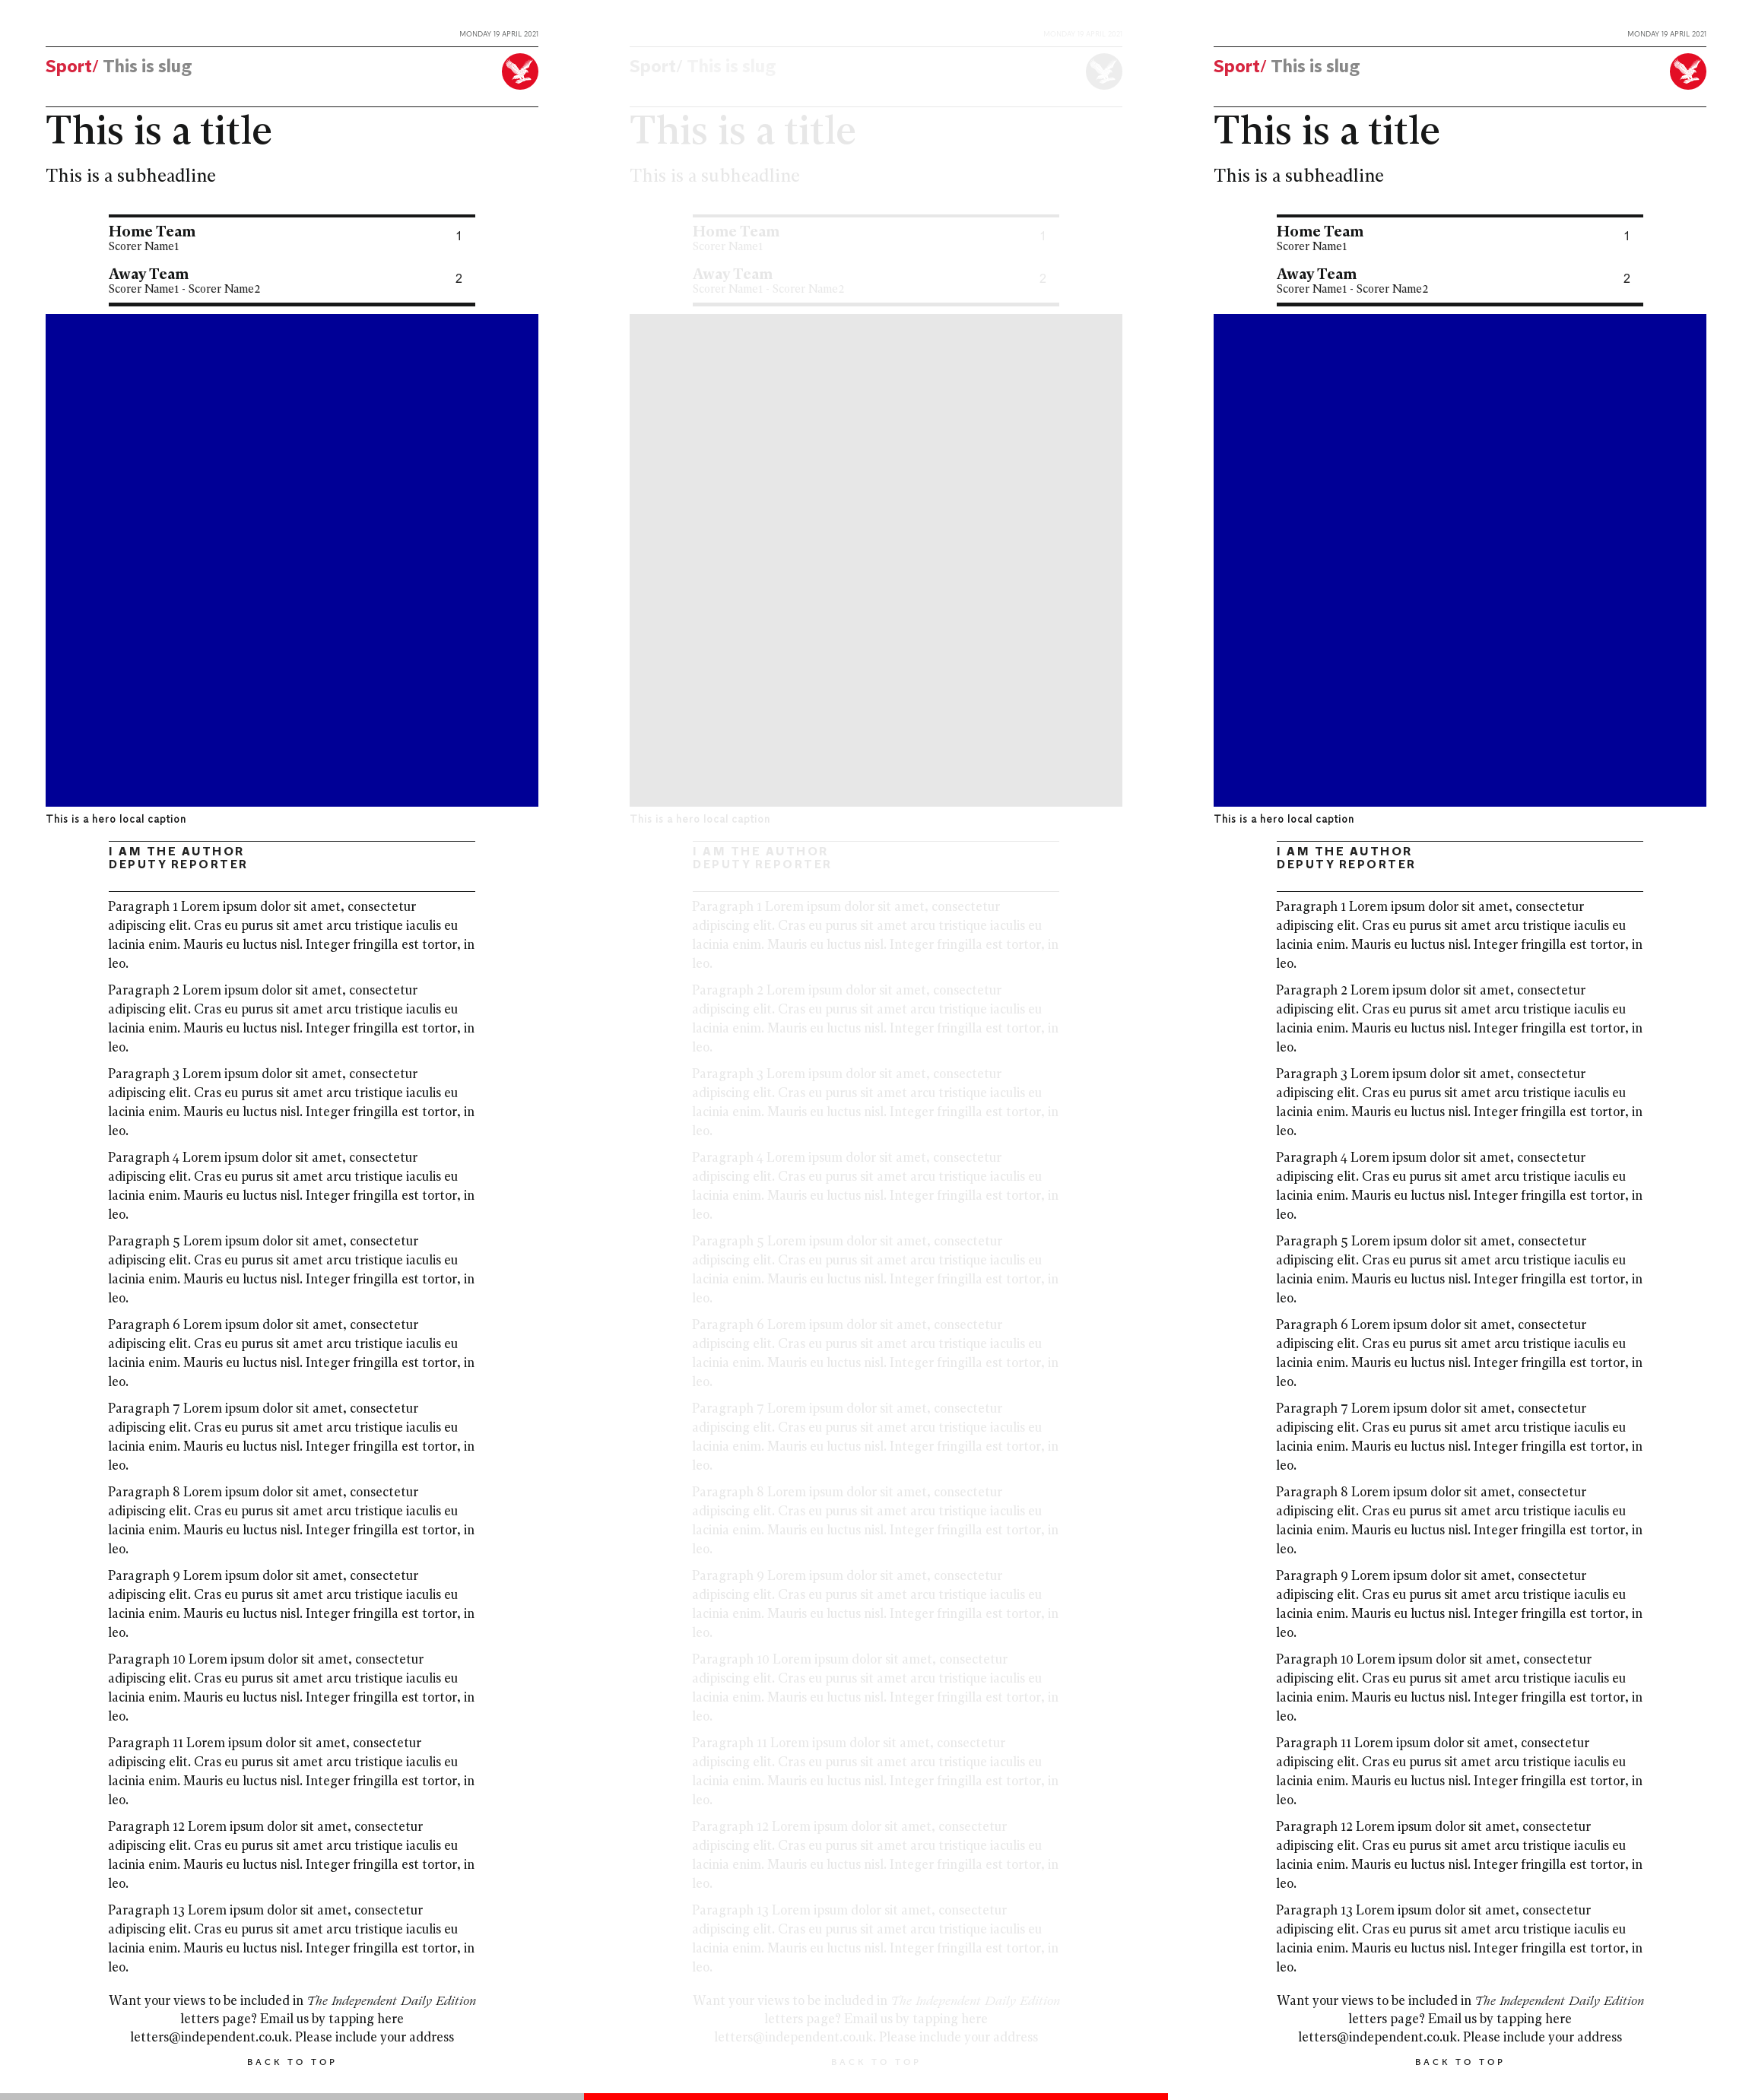 MONDAY 19 APRIL 2021
Sport/ This is slug
This is a title
This is a subheadline
Home Team
Scorer Name1
1
Away Team
Scorer Name1 - Scorer Name2
2
This is a hero local caption
I AM THE AUTHOR
DEPUTY REPORTER
Paragraph 1 Lorem ipsum dolor sit amet, consectetur
adipiscing elit. Cras eu purus sit amet arcu tristique iaculis eu
lacinia enim. Mauris eu luctus nisl. Integer fringilla est tortor, in
leo.
Paragraph 2 Lorem ipsum dolor sit amet, consectetur
adipiscing elit. Cras eu purus sit amet arcu tristique iaculis eu
lacinia enim. Mauris eu luctus nisl. Integer fringilla est tortor, in
leo.
Paragraph 3 Lorem ipsum dolor sit amet, consectetur
adipiscing elit. Cras eu purus sit amet arcu tristique iaculis eu
lacinia enim. Mauris eu luctus nisl. Integer fringilla est tortor, in
leo.
Paragraph 4 Lorem ipsum dolor sit amet, consectetur
adipiscing elit. Cras eu purus sit amet arcu tristique iaculis eu
lacinia enim. Mauris eu luctus nisl. Integer fringilla est tortor, in
leo.
Paragraph 5 Lorem ipsum dolor sit amet, consectetur
adipiscing elit. Cras eu purus sit amet arcu tristique iaculis eu
lacinia enim. Mauris eu luctus nisl. Integer fringilla est tortor, in
leo.
Paragraph 6 Lorem ipsum dolor sit amet, consectetur
adipiscing elit. Cras eu purus sit amet arcu tristique iaculis eu
lacinia enim. Mauris eu luctus nisl. Integer fringilla est tortor, in
leo.
Paragraph 7 Lorem ipsum dolor sit amet, consectetur
adipiscing elit. Cras eu purus sit amet arcu tristique iaculis eu
lacinia enim. Mauris eu luctus nisl. Integer fringilla est tortor, in
leo.
Paragraph 8 Lorem ipsum dolor sit amet, consectetur
adipiscing elit. Cras eu purus sit amet arcu tristique iaculis eu
lacinia enim. Mauris eu luctus nisl. Integer fringilla est tortor, in
leo.
Paragraph 9 Lorem ipsum dolor sit amet, consectetur
adipiscing elit. Cras eu purus sit amet arcu tristique iaculis eu
lacinia enim. Mauris eu luctus nisl. Integer fringilla est tortor, in
leo.
Paragraph 10 Lorem ipsum dolor sit amet, consectetur
adipiscing elit. Cras eu purus sit amet arcu tristique iaculis eu
lacinia enim. Mauris eu luctus nisl. Integer fringilla est tortor, in
leo.
Paragraph 11 Lorem ipsum dolor sit amet, consectetur
adipiscing elit. Cras eu purus sit amet arcu tristique iaculis eu
lacinia enim. Mauris eu luctus nisl. Integer fringilla est tortor, in
leo.
Paragraph 12 Lorem ipsum dolor sit amet, consectetur
adipiscing elit. Cras eu purus sit amet arcu tristique iaculis eu
lacinia enim. Mauris eu luctus nisl. Integer fringilla est tortor, in
leo.
Paragraph 13 Lorem ipsum dolor sit amet, consectetur
adipiscing elit. Cras eu purus sit amet arcu tristique iaculis eu
lacinia enim. Mauris eu luctus nisl. Integer fringilla est tortor, in
leo.
Want your views to be included in The Independent Daily Edition
letters page? Email us by tapping here
letters@independent.co.uk. Please include your address
BACK TO TOP
MONDAY 19 APRIL 2021
Sport/ This is slug
This is a title
This is a subheadline
Home Team
Scorer Name1
1
Away Team
Scorer Name1 - Scorer Name2
2
This is a hero local caption
I AM THE AUTHOR
DEPUTY REPORTER
Paragraph 1 Lorem ipsum dolor sit amet, consectetur
adipiscing elit. Cras eu purus sit amet arcu tristique iaculis eu
lacinia enim. Mauris eu luctus nisl. Integer fringilla est tortor, in
leo.
Paragraph 2 Lorem ipsum dolor sit amet, consectetur
adipiscing elit. Cras eu purus sit amet arcu tristique iaculis eu
lacinia enim. Mauris eu luctus nisl. Integer fringilla est tortor, in
leo.
Paragraph 3 Lorem ipsum dolor sit amet, consectetur
adipiscing elit. Cras eu purus sit amet arcu tristique iaculis eu
lacinia enim. Mauris eu luctus nisl. Integer fringilla est tortor, in
leo.
Paragraph 4 Lorem ipsum dolor sit amet, consectetur
adipiscing elit. Cras eu purus sit amet arcu tristique iaculis eu
lacinia enim. Mauris eu luctus nisl. Integer fringilla est tortor, in
leo.
Paragraph 5 Lorem ipsum dolor sit amet, consectetur
adipiscing elit. Cras eu purus sit amet arcu tristique iaculis eu
lacinia enim. Mauris eu luctus nisl. Integer fringilla est tortor, in
leo.
Paragraph 6 Lorem ipsum dolor sit amet, consectetur
adipiscing elit. Cras eu purus sit amet arcu tristique iaculis eu
lacinia enim. Mauris eu luctus nisl. Integer fringilla est tortor, in
leo.
Paragraph 7 Lorem ipsum dolor sit amet, consectetur
adipiscing elit. Cras eu purus sit amet arcu tristique iaculis eu
lacinia enim. Mauris eu luctus nisl. Integer fringilla est tortor, in
leo.
Paragraph 8 Lorem ipsum dolor sit amet, consectetur
adipiscing elit. Cras eu purus sit amet arcu tristique iaculis eu
lacinia enim. Mauris eu luctus nisl. Integer fringilla est tortor, in
leo.
Paragraph 9 Lorem ipsum dolor sit amet, consectetur
adipiscing elit. Cras eu purus sit amet arcu tristique iaculis eu
lacinia enim. Mauris eu luctus nisl. Integer fringilla est tortor, in
leo.
Paragraph 10 Lorem ipsum dolor sit amet, consectetur
adipiscing elit. Cras eu purus sit amet arcu tristique iaculis eu
lacinia enim. Mauris eu luctus nisl. Integer fringilla est tortor, in
leo.
Paragraph 11 Lorem ipsum dolor sit amet, consectetur
adipiscing elit. Cras eu purus sit amet arcu tristique iaculis eu
lacinia enim. Mauris eu luctus nisl. Integer fringilla est tortor, in
leo.
Paragraph 12 Lorem ipsum dolor sit amet, consectetur
adipiscing elit. Cras eu purus sit amet arcu tristique iaculis eu
lacinia enim. Mauris eu luctus nisl. Integer fringilla est tortor, in
leo.
Paragraph 13 Lorem ipsum dolor sit amet, consectetur
adipiscing elit. Cras eu purus sit amet arcu tristique iaculis eu
lacinia enim. Mauris eu luctus nisl. Integer fringilla est tortor, in
leo.
Want your views to be included in The Independent Daily Edition
letters page? Email us by tapping here
letters@independent.co.uk. Please include your address
BACK TO TOP
MONDAY 19 APRIL 2021
Sport/ This is slug
This is a title
This is a subheadline
Home Team
Scorer Name1
1
Away Team
Scorer Name1 - Scorer Name2
2
This is a hero local caption
I AM THE AUTHOR
DEPUTY REPORTER
Paragraph 1 Lorem ipsum dolor sit amet, consectetur
adipiscing elit. Cras eu purus sit amet arcu tristique iaculis eu
lacinia enim. Mauris eu luctus nisl. Integer fringilla est tortor, in
leo.
Paragraph 2 Lorem ipsum dolor sit amet, consectetur
adipiscing elit. Cras eu purus sit amet arcu tristique iaculis eu
lacinia enim. Mauris eu luctus nisl. Integer fringilla est tortor, in
leo.
Paragraph 3 Lorem ipsum dolor sit amet, consectetur
adipiscing elit. Cras eu purus sit amet arcu tristique iaculis eu
lacinia enim. Mauris eu luctus nisl. Integer fringilla est tortor, in
leo.
Paragraph 4 Lorem ipsum dolor sit amet, consectetur
adipiscing elit. Cras eu purus sit amet arcu tristique iaculis eu
lacinia enim. Mauris eu luctus nisl. Integer fringilla est tortor, in
leo.
Paragraph 5 Lorem ipsum dolor sit amet, consectetur
adipiscing elit. Cras eu purus sit amet arcu tristique iaculis eu
lacinia enim. Mauris eu luctus nisl. Integer fringilla est tortor, in
leo.
Paragraph 6 Lorem ipsum dolor sit amet, consectetur
adipiscing elit. Cras eu purus sit amet arcu tristique iaculis eu
lacinia enim. Mauris eu luctus nisl. Integer fringilla est tortor, in
leo.
Paragraph 7 Lorem ipsum dolor sit amet, consectetur
adipiscing elit. Cras eu purus sit amet arcu tristique iaculis eu
lacinia enim. Mauris eu luctus nisl. Integer fringilla est tortor, in
leo.
Paragraph 8 Lorem ipsum dolor sit amet, consectetur
adipiscing elit. Cras eu purus sit amet arcu tristique iaculis eu
lacinia enim. Mauris eu luctus nisl. Integer fringilla est tortor, in
leo.
Paragraph 9 Lorem ipsum dolor sit amet, consectetur
adipiscing elit. Cras eu purus sit amet arcu tristique iaculis eu
lacinia enim. Mauris eu luctus nisl. Integer fringilla est tortor, in
leo.
Paragraph 10 Lorem ipsum dolor sit amet, consectetur
adipiscing elit. Cras eu purus sit amet arcu tristique iaculis eu
lacinia enim. Mauris eu luctus nisl. Integer fringilla est tortor, in
leo.
Paragraph 11 Lorem ipsum dolor sit amet, consectetur
adipiscing elit. Cras eu purus sit amet arcu tristique iaculis eu
lacinia enim. Mauris eu luctus nisl. Integer fringilla est tortor, in
leo.
Paragraph 12 Lorem ipsum dolor sit amet, consectetur
adipiscing elit. Cras eu purus sit amet arcu tristique iaculis eu
lacinia enim. Mauris eu luctus nisl. Integer fringilla est tortor, in
leo.
Paragraph 13 Lorem ipsum dolor sit amet, consectetur
adipiscing elit. Cras eu purus sit amet arcu tristique iaculis eu
lacinia enim. Mauris eu luctus nisl. Integer fringilla est tortor, in
leo.
Want your views to be included in The Independent Daily Edition
letters page? Email us by tapping here
letters@independent.co.uk. Please include your address
BACK TO TOP